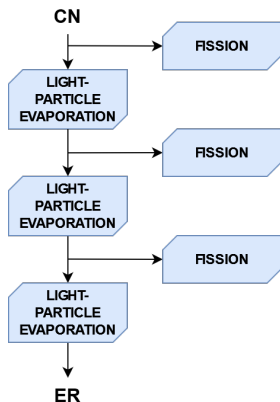 CN
FISSION
LIGHT-
PARTICLE
EVAPORATION
FISSION
LIGHT-
PARTICLE
EVAPORATION
FISSION
LIGHT-
PARTICLE
EVAPORATION
ER